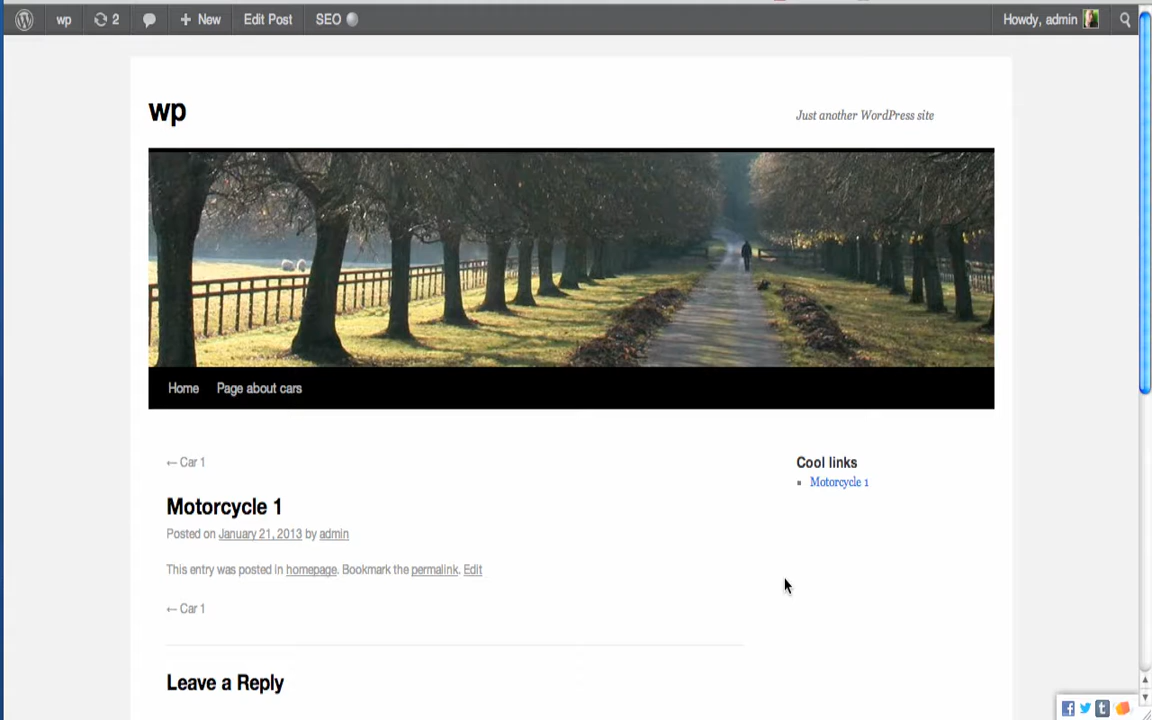 wp 2 New Edit Post SEO Howdy, admin
wp
Just another WordPress site
Home Page about cars
← Car 1
Cool links
Motorcycle 1
Motorcycle 1
Posted on January 21, 2013 by admin
This entry was posted in homepage. Bookmark the permalink. Edit
← Car 1
Leave a Reply